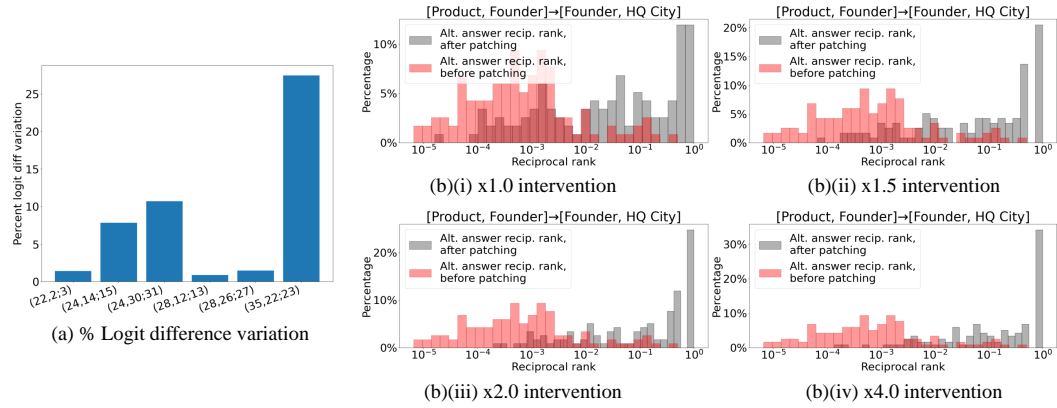 Percent logit diff variation
25
20
15
10
5
0
(22,2;3)
(24,14;15)
(24,30;31)
(28,12;13)
(28,26;27)
(35,22;23)
(a) % Logit difference variation
[Product, Founder]→[Founder, HQ City]
Alt. answer recip. rank,
after patching
Alt. answer recip. rank,
before patching
Percentage
10%
5%
0%
10⁻⁵ 10⁻⁴ 10⁻³ 10⁻² 10⁻¹ 10⁰
Reciprocal rank
(b)(i) x1.0 intervention
[Product, Founder]→[Founder, HQ City]
Alt. answer recip. rank,
after patching
Alt. answer recip. rank,
before patching
Percentage
20%
15%
10%
5%
0%
10⁻⁵ 10⁻⁴ 10⁻³ 10⁻² 10⁻¹ 10⁰
Reciprocal rank
(b)(ii) x1.5 intervention
[Product, Founder]→[Founder, HQ City]
Alt. answer recip. rank,
after patching
Alt. answer recip. rank,
before patching
Percentage
20%
10%
0%
10⁻⁵ 10⁻⁴ 10⁻³ 10⁻² 10⁻¹ 10⁰
Reciprocal rank
(b)(iii) x2.0 intervention
[Product, Founder]→[Founder, HQ City]
Alt. answer recip. rank,
after patching
Alt. answer recip. rank,
before patching
Percentage
30%
20%
10%
0%
10⁻⁵ 10⁻⁴ 10⁻³ 10⁻² 10⁻¹ 10⁰
Reciprocal rank
(b)(iv) x4.0 intervention